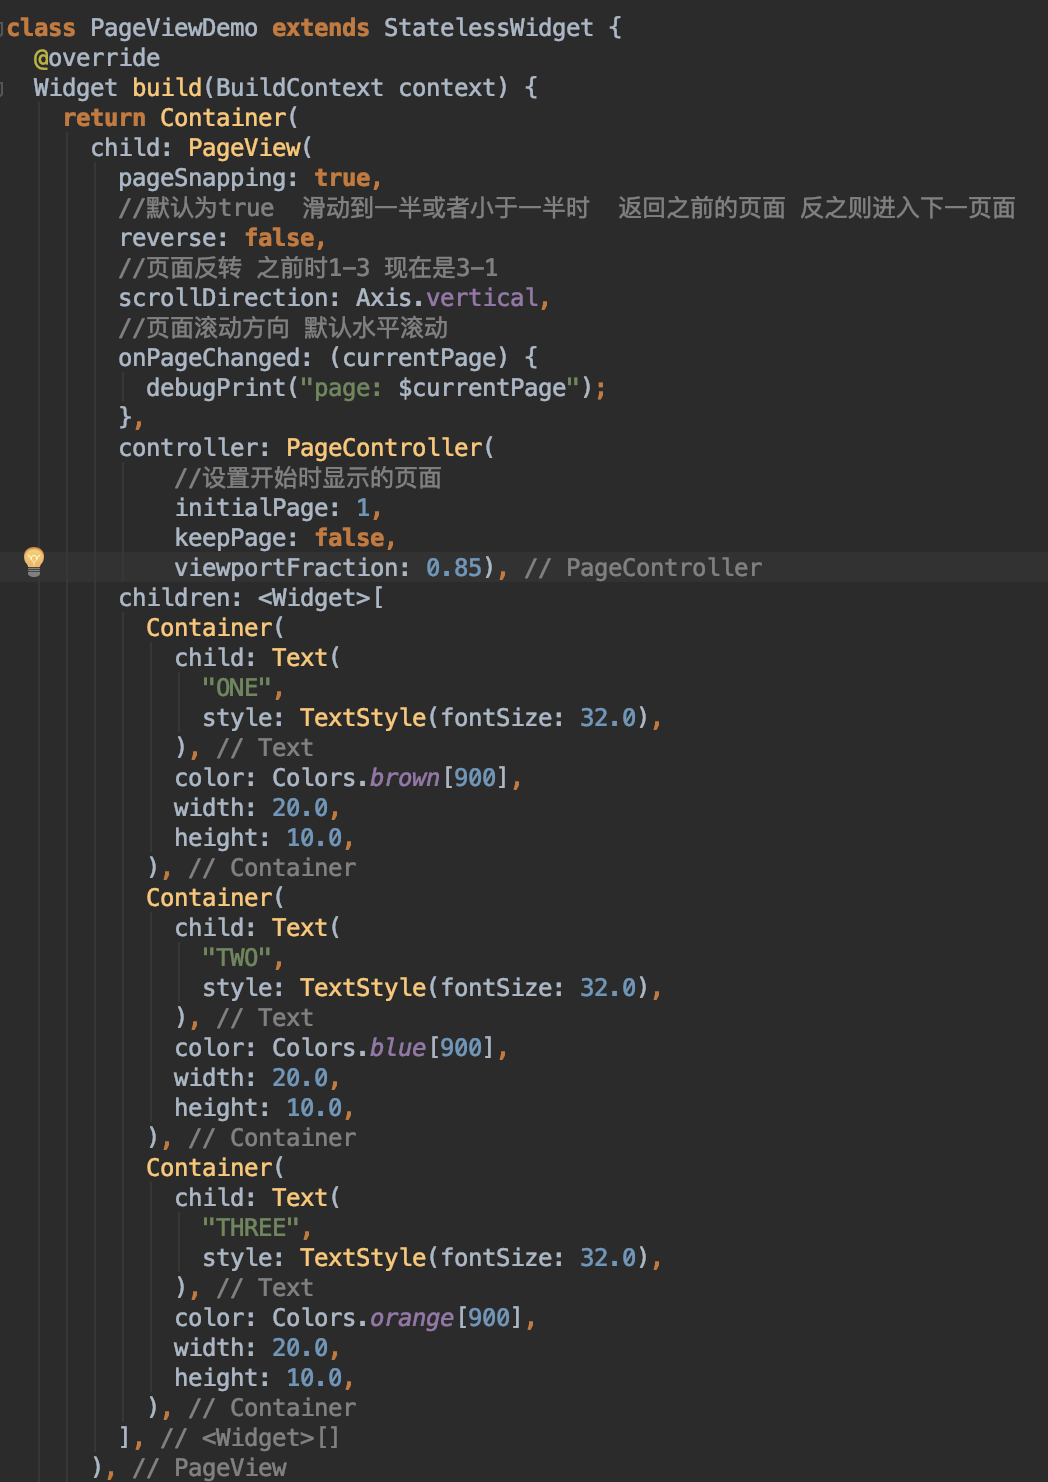 class PageViewDemo extends StatelessWidget {
@override
Widget build(BuildContext context) {
return Container(
child: PageView(
pageSnapping: true,
//默认为true  滑动到一半或者小于一半时  返回之前的页面 反之则进入下一页面
reverse: false,
//页面反转 之前时1-3 现在是3-1
scrollDirection: Axis.vertical,
//页面滚动方向 默认水平滚动
onPageChanged: (currentPage) {
debugPrint("page: $currentPage");
},
controller: PageController(
//设置开始时显示的页面
initialPage: 1,
keepPage: false,
viewportFraction: 0.85), // PageController
children: <Widget>[
Container(
child: Text(
"ONE",
style: TextStyle(fontSize: 32.0),
), // Text
color: Colors.brown[900],
width: 20.0,
height: 10.0,
), // Container
Container(
child: Text(
"TWO",
style: TextStyle(fontSize: 32.0),
), // Text
color: Colors.blue[900],
width: 20.0,
height: 10.0,
), // Container
Container(
child: Text(
"THREE",
style: TextStyle(fontSize: 32.0),
), // Text
color: Colors.orange[900],
width: 20.0,
height: 10.0,
), // Container
], // <Widget>[]
), // PageView